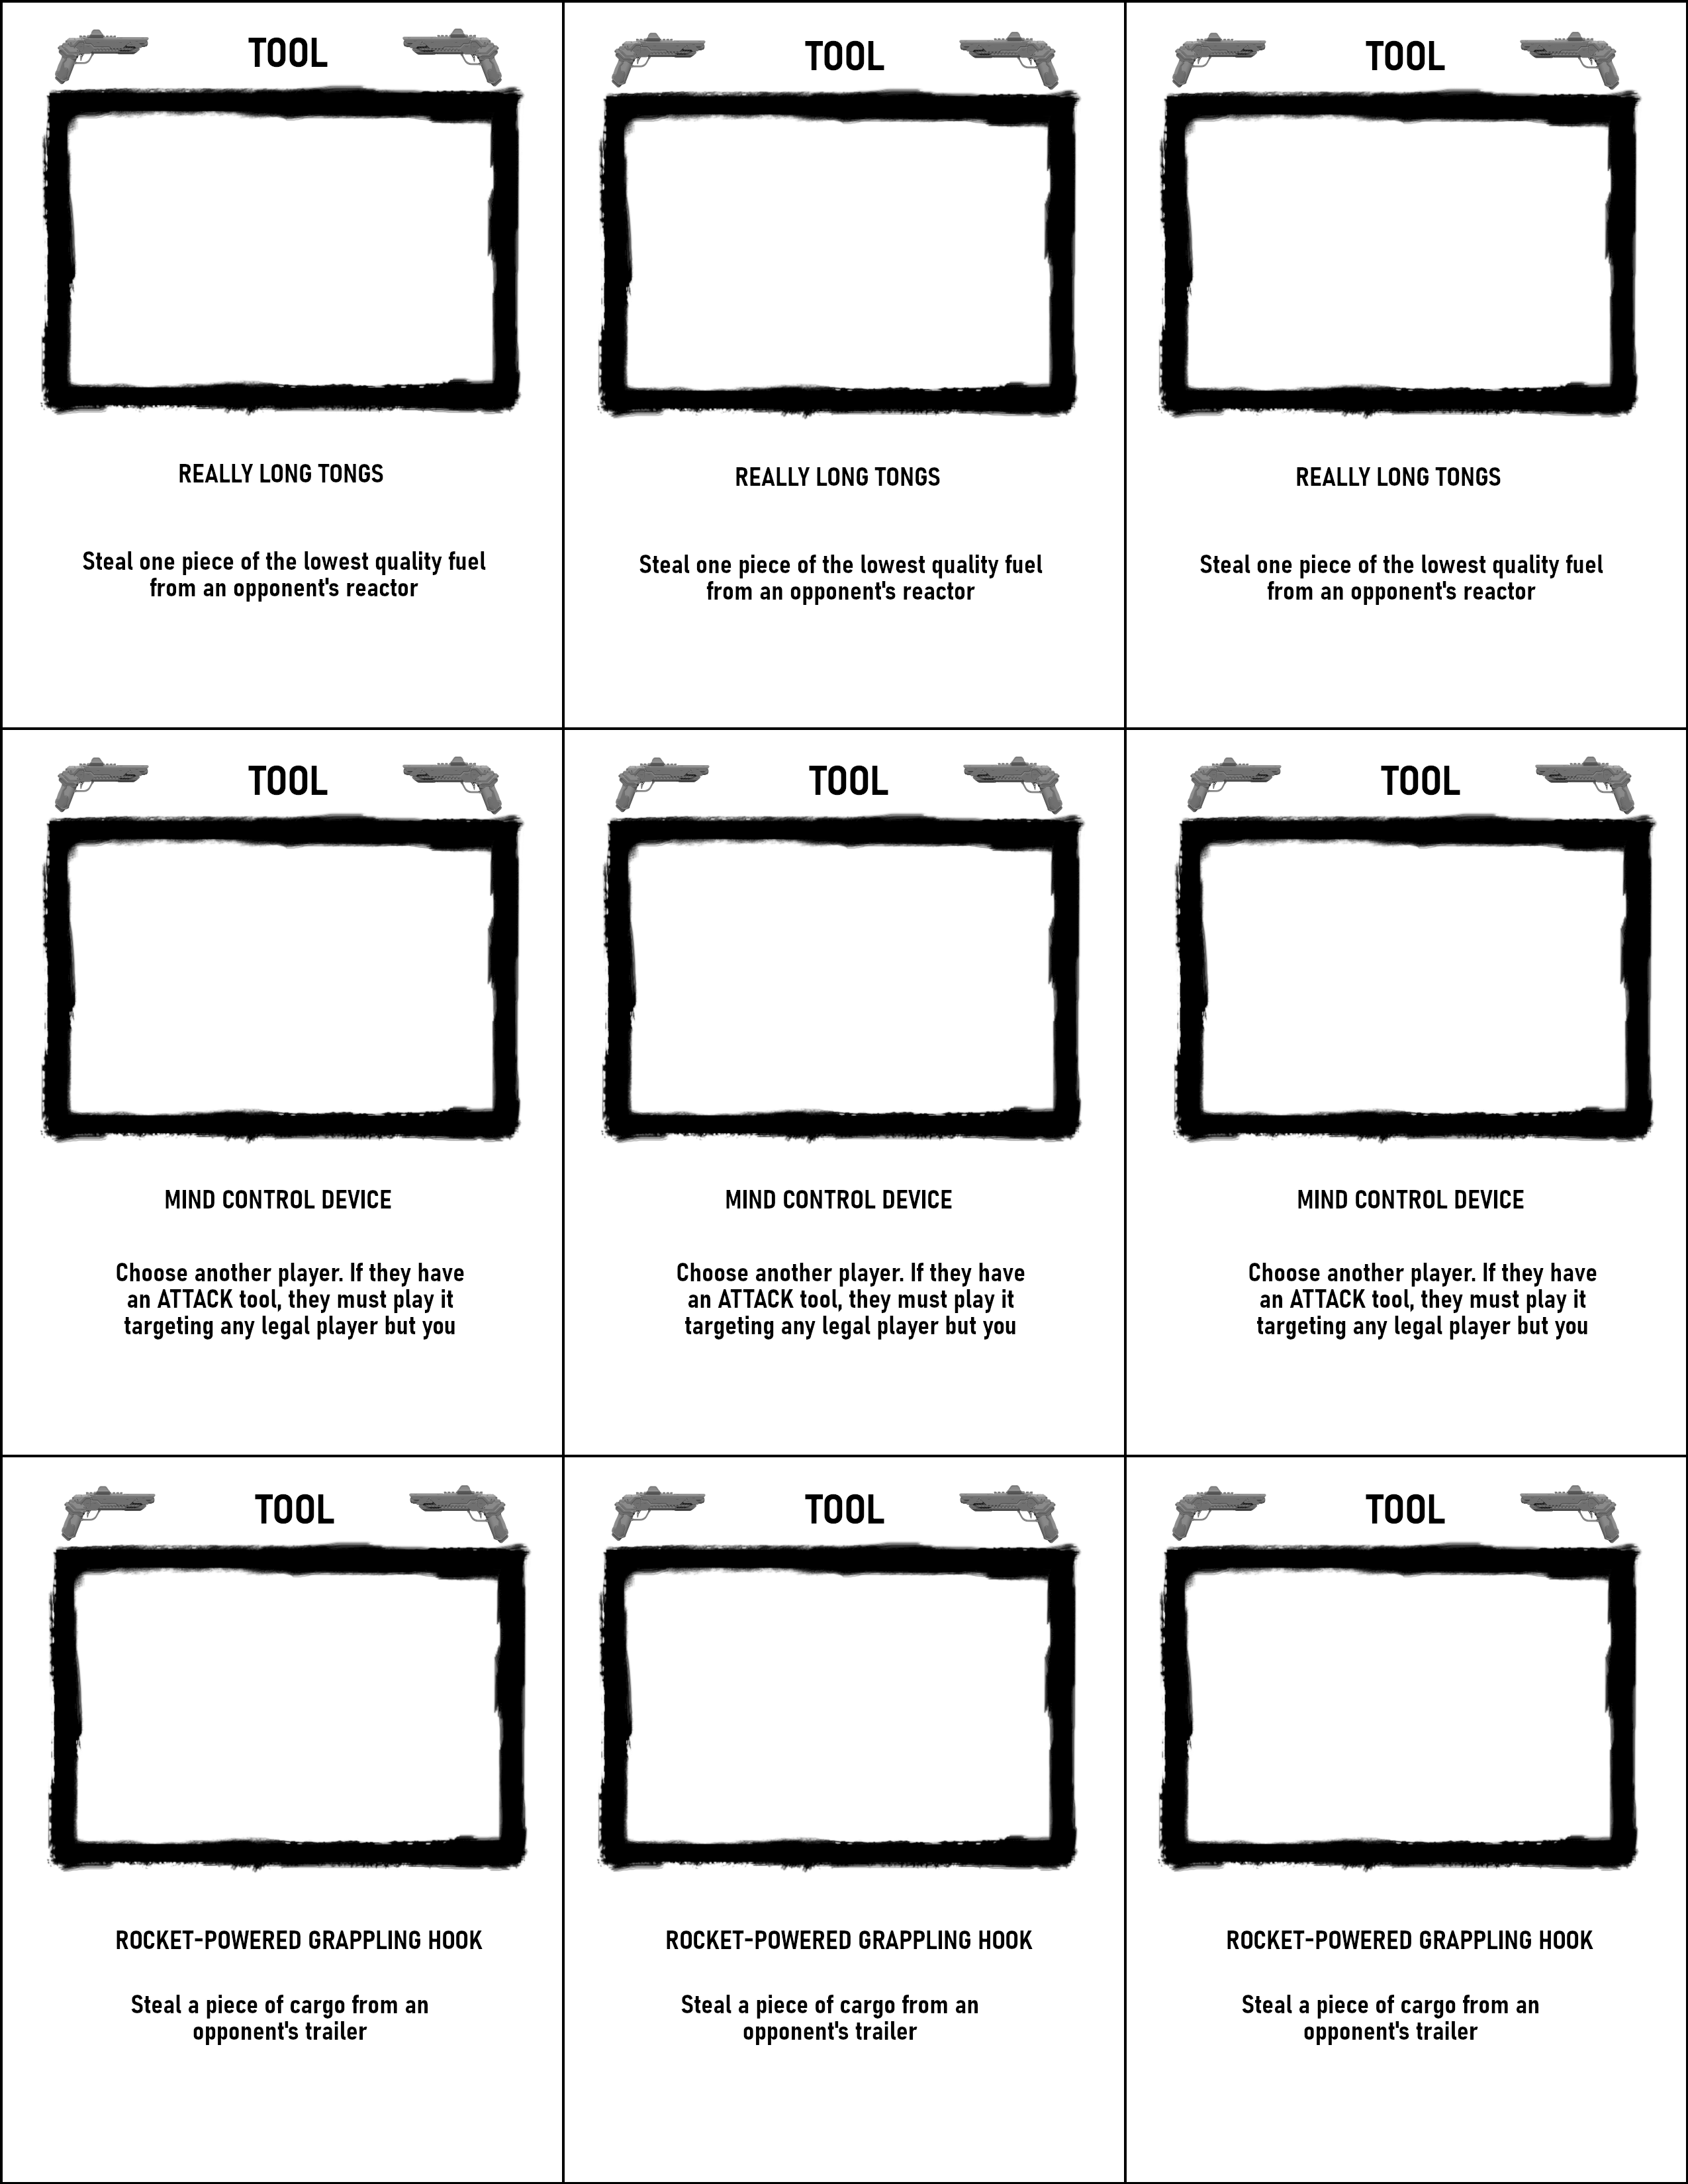 TOOL
REALLY LONG TONGS
Steal one piece of the lowest quality fuel
from an opponent's reactor
TOOL
REALLY LONG TONGS
Steal one piece of the lowest quality fuel
from an opponent's reactor
TOOL
REALLY LONG TONGS
Steal one piece of the lowest quality fuel
from an opponent's reactor
TOOL
MIND CONTROL DEVICE
Choose another player. If they have
an ATTACK tool, they must play it
targeting any legal player but you
TOOL
MIND CONTROL DEVICE
Choose another player. If they have
an ATTACK tool, they must play it
targeting any legal player but you
TOOL
MIND CONTROL DEVICE
Choose another player. If they have
an ATTACK tool, they must play it
targeting any legal player but you
TOOL
ROCKET-POWERED GRAPPLING HOOK
Steal a piece of cargo from an
opponent's trailer
TOOL
ROCKET-POWERED GRAPPLING HOOK
Steal a piece of cargo from an
opponent's trailer
TOOL
ROCKET-POWERED GRAPPLING HOOK
Steal a piece of cargo from an
opponent's trailer